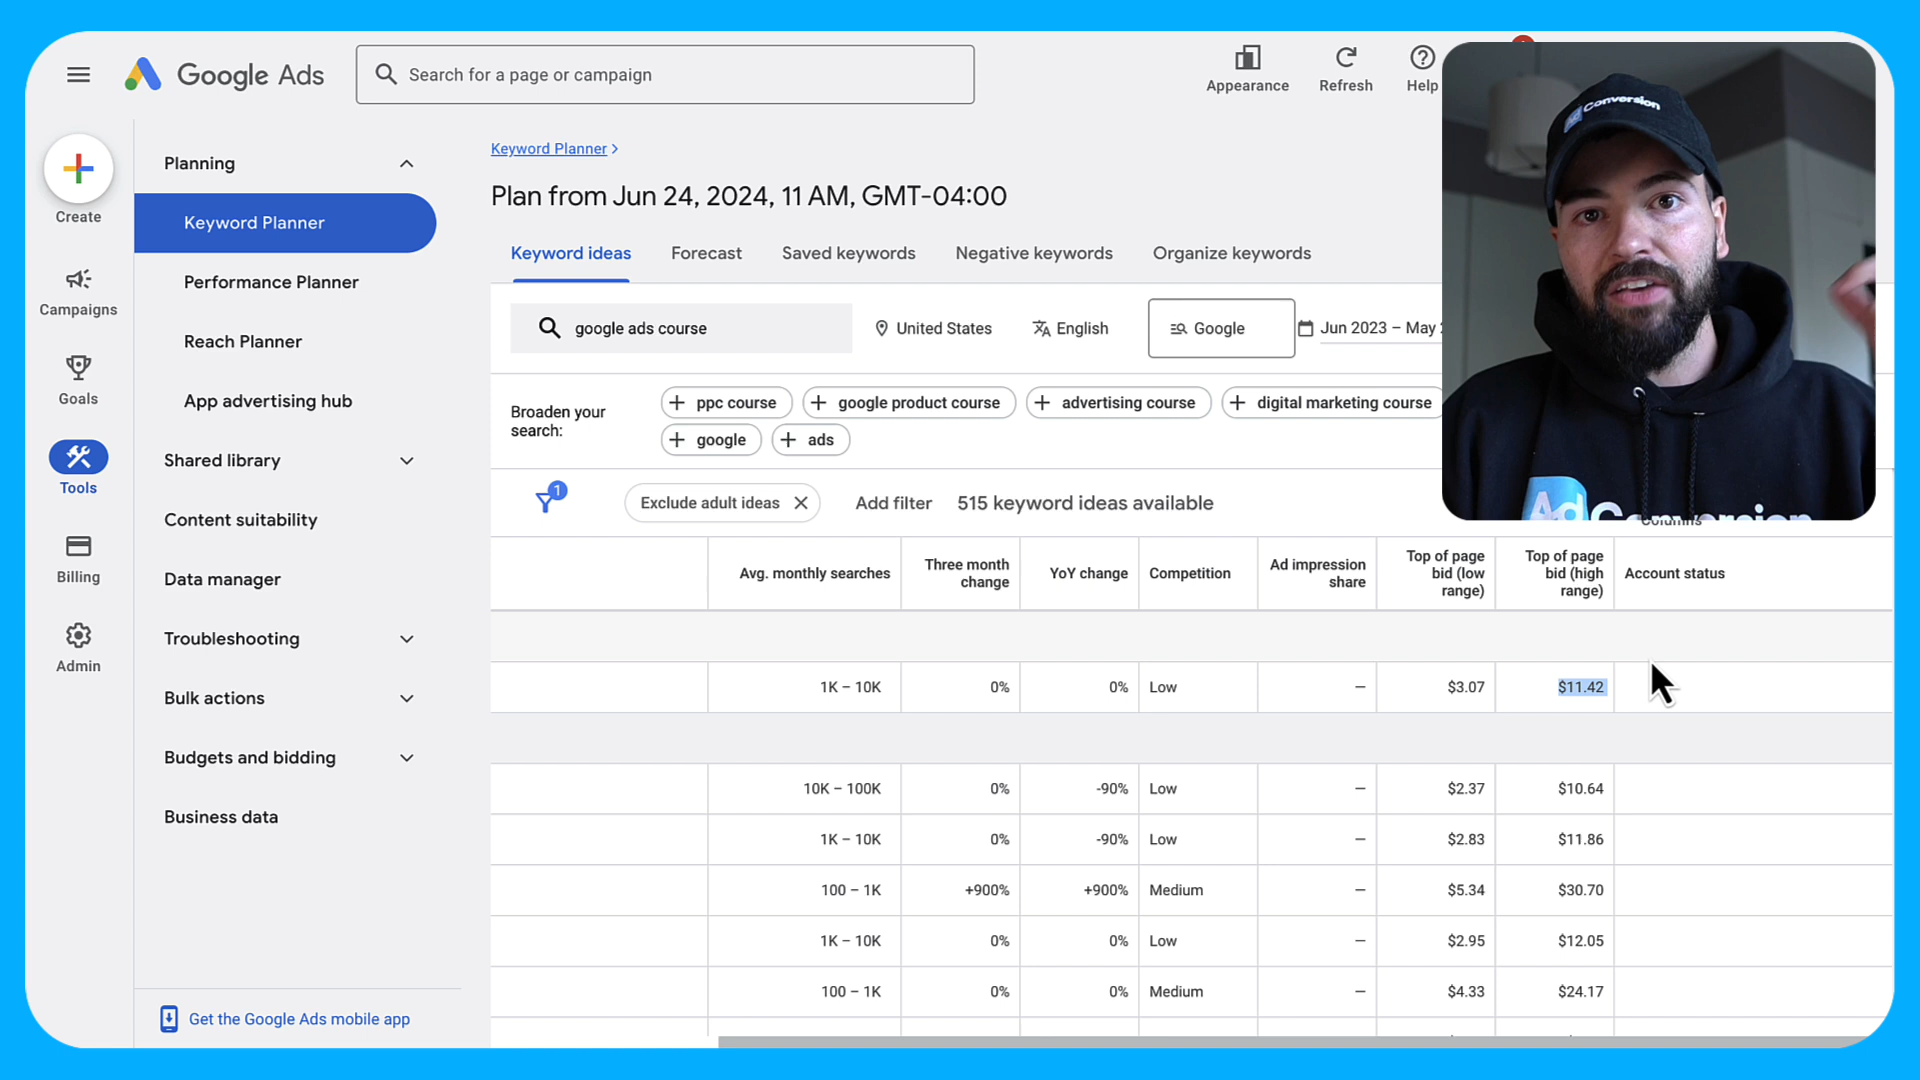 Google Ads
Search for a page or campaign
Appearance
Refresh
Help
Conversion
Create
Campaigns
Goals
Tools
Billing
Admin
Planning
Keyword Planner
Performance Planner
Reach Planner
App advertising hub
Shared library
Content suitability
Data manager
Troubleshooting
Bulk actions
Budgets and bidding
Business data
Get the Google Ads mobile app
Keyword Planner >
Plan from Jun 24, 2024, 11 AM, GMT-04:00
Keyword ideas Forecast Saved keywords Negative keywords Organize keywords
google ads course United States English Google Jun 2023 – May
Broaden your
search:
+ ppc course + google product course + advertising course + digital marketing course
+ google + ads
1 Exclude adult ideas X Add filter 515 keyword ideas available
AdConversion
Columns
Avg. monthly searches
Three month
change
YoY change
Competition
Ad impression
share
Top of page
bid (low
range)
Top of page
bid (high
range)
Account status
1K – 10K 0% 0% Low – $3.07 $11.42
10K – 100K 0% -90% Low – $2.37 $10.64
1K – 10K 0% -90% Low – $2.83 $11.86
100 – 1K +900% +900% Medium – $5.34 $30.70
1K – 10K 0% 0% Low – $2.95 $12.05
100 – 1K 0% 0% Medium – $4.33 $24.17